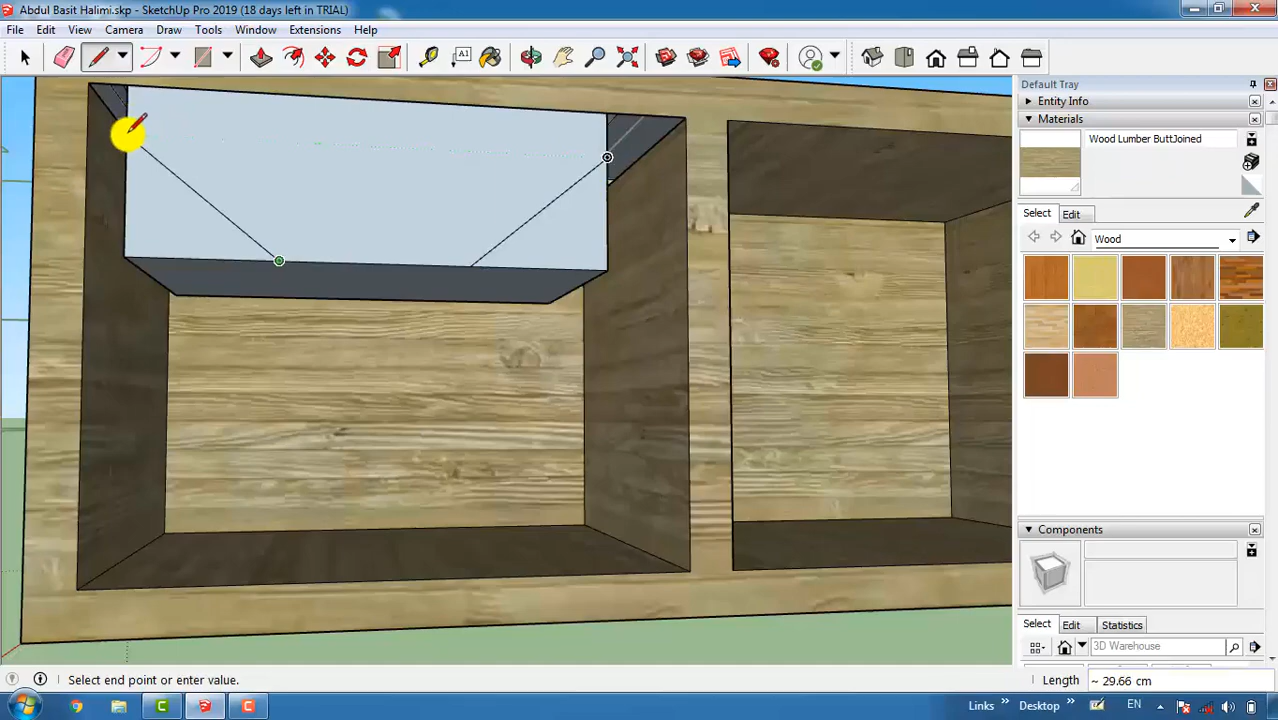 Abdul Basit Halimi.skp - SketchUp Pro 2019 (18 days left in TRIAL)
File Edit View Camera Draw Tools Window Extensions Help
A1
Default Tray
Entity Info
Materials
Wood Lumber ButtJoined
Select Edit
Wood
Components
Select Edit Statistics
3D Warehouse
Select end point or enter value.
Length ~ 29.66 cm
Links » Desktop » EN